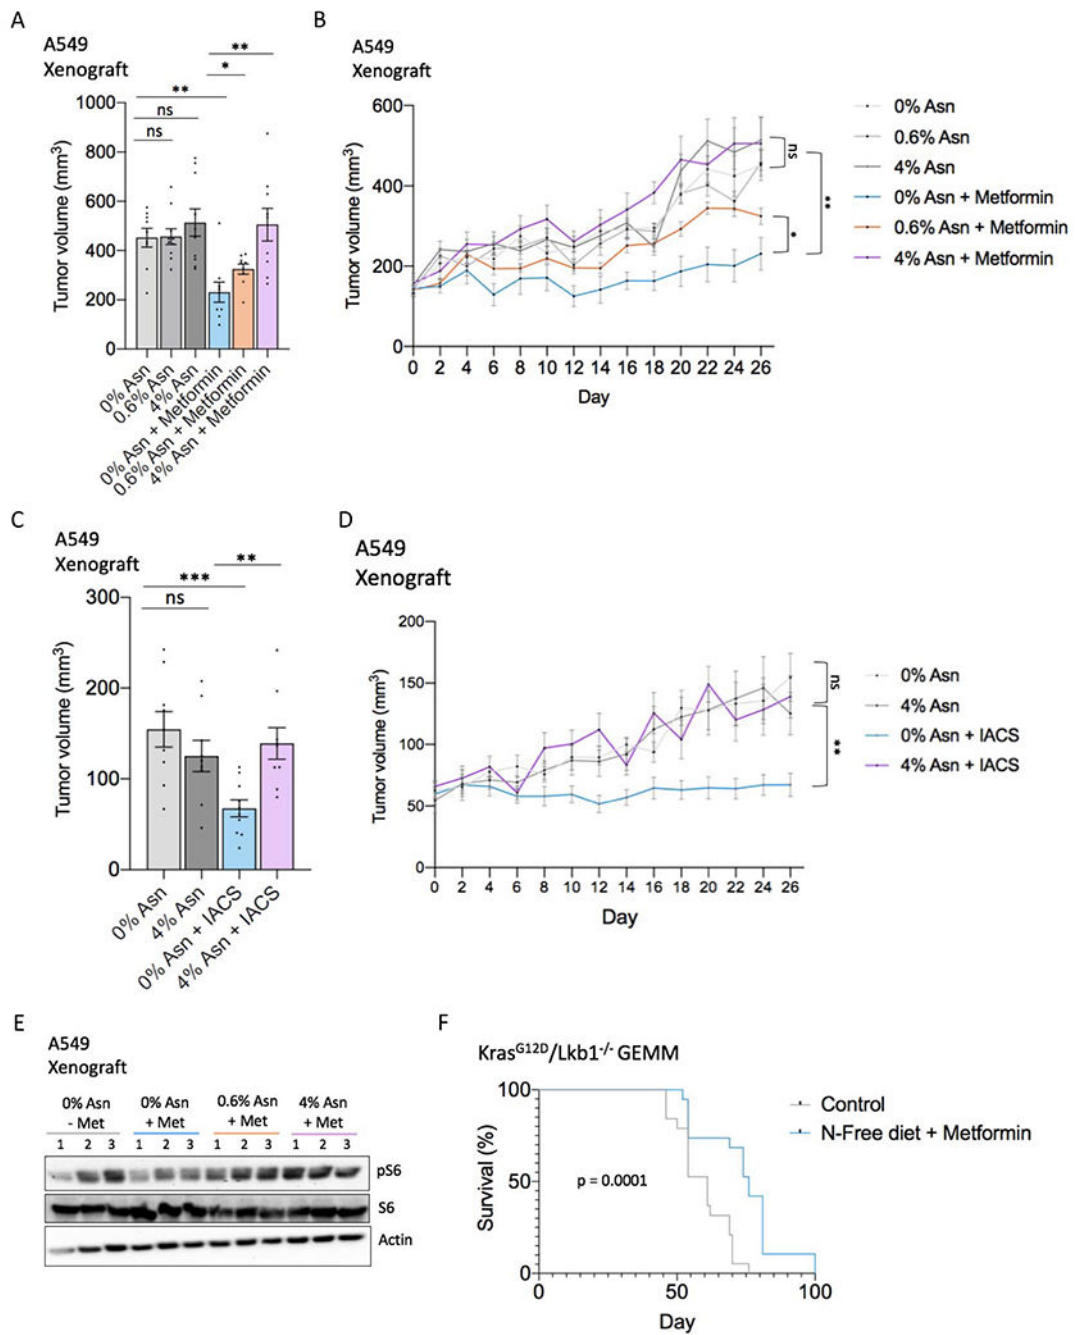 A
A549
Xenograft
**
*
**
ns
ns
Tumor volume (mm³)
1000
800
600
400
200
0
0% Asn
0.6% Asn
4% Asn
0% Asn + Metformin
0.6% Asn + Metformin
4% Asn + Metformin
B
A549
Xenograft
Tumor volume (mm³)
600
400
200
0
0 2 4 6 8 10 12 14 16 18 20 22 24 26
Day
ns
**
*
0% Asn
0.6% Asn
4% Asn
0% Asn + Metformin
0.6% Asn + Metformin
4% Asn + Metformin
C
A549
Xenograft
**
***
ns
Tumor volume (mm³)
300
200
100
0
0% Asn
4% Asn
0% Asn + IACS
4% Asn + IACS
D
A549
Xenograft
Tumor volume (mm³)
200
150
100
50
0
0 2 4 6 8 10 12 14 16 18 20 22 24 26
Day
ns
**
0% Asn
4% Asn
0% Asn + IACS
4% Asn + IACS
E
A549
Xenograft
0% Asn 0% Asn 0.6% Asn 4% Asn
- Met + Met + Met + Met
1 2 3 1 2 3 1 2 3 1 2 3
pS6
S6
Actin
F
Kras^G12D/Lkb1^-/- GEMM
Survival (%)
100
50
0
p = 0.0001
0 50 100
Day
Control
N-Free diet + Metformin